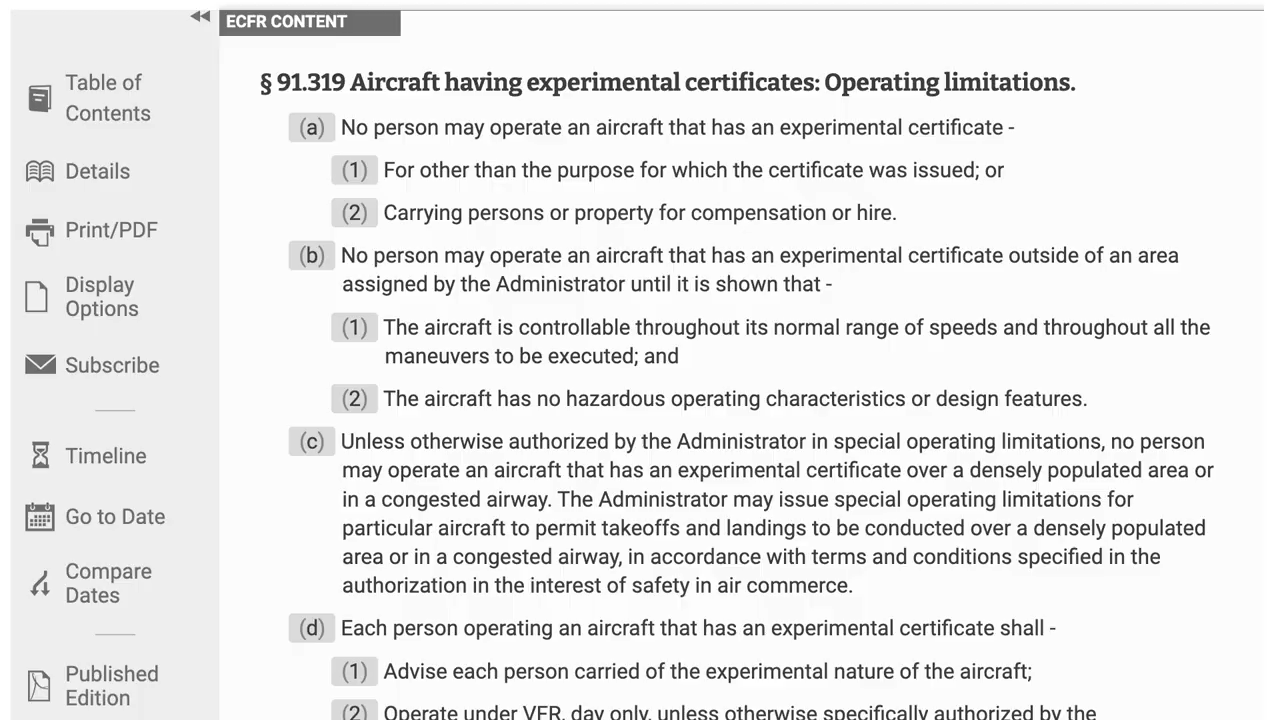 ECFR CONTENT
Table of
Contents
Details
Print/PDF
Display
Options
Subscribe
Timeline
Go to Date
Compare
Dates
Published
Edition
§ 91.319 Aircraft having experimental certificates: Operating limitations.
(a) No person may operate an aircraft that has an experimental certificate -
(1) For other than the purpose for which the certificate was issued; or
(2) Carrying persons or property for compensation or hire.
(b) No person may operate an aircraft that has an experimental certificate outside of an area
assigned by the Administrator until it is shown that -
(1) The aircraft is controllable throughout its normal range of speeds and throughout all the
maneuvers to be executed; and
(2) The aircraft has no hazardous operating characteristics or design features.
(c) Unless otherwise authorized by the Administrator in special operating limitations, no person
may operate an aircraft that has an experimental certificate over a densely populated area or
in a congested airway. The Administrator may issue special operating limitations for
particular aircraft to permit takeoffs and landings to be conducted over a densely populated
area or in a congested airway, in accordance with terms and conditions specified in the
authorization in the interest of safety in air commerce.
(d) Each person operating an aircraft that has an experimental certificate shall -
(1) Advise each person carried of the experimental nature of the aircraft;
(2) Operate under VFR, day only, unless otherwise specifically authorized by the